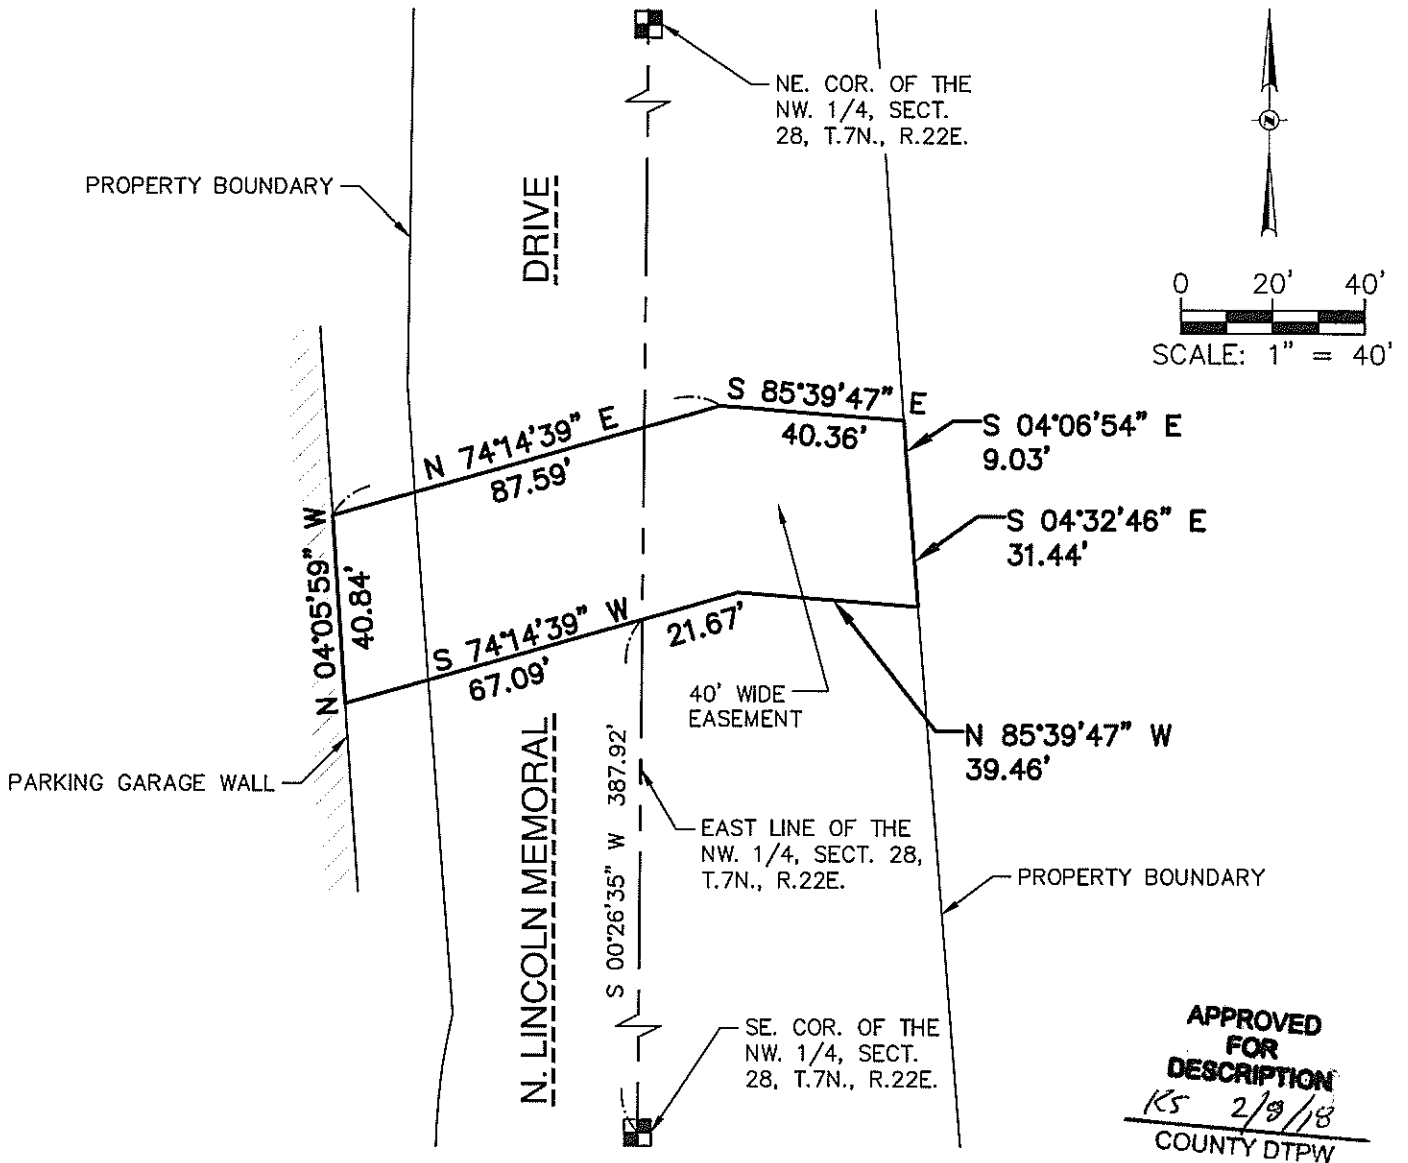 NE. COR. OF THE
NW. 1/4, SECT.
28, T.7N., R.22E.
N
PROPERTY BOUNDARY
DRIVE
0 20' 40'
SCALE: 1" = 40'
S 85°39'47" E
40.36'
S 04°06'54" E
9.03'
N 74°14'39" E
87.59'
S 04°32'46" E
31.44'
N 04°05'59" W
40.84'
S 74°14'39" W
67.09'
21.67'
40' WIDE
EASEMENT
N 85°39'47" W
39.46'
PARKING GARAGE WALL
N. LINCOLN MEMORAL
S 00°26'35" W 387.92'
EAST LINE OF THE
NW. 1/4, SECT. 28,
T.7N., R.22E.
PROPERTY BOUNDARY
SE. COR. OF THE
NW. 1/4, SECT.
28, T.7N., R.22E.
APPROVED
FOR
DESCRIPTION
KS 2/8/18
COUNTY DTPW